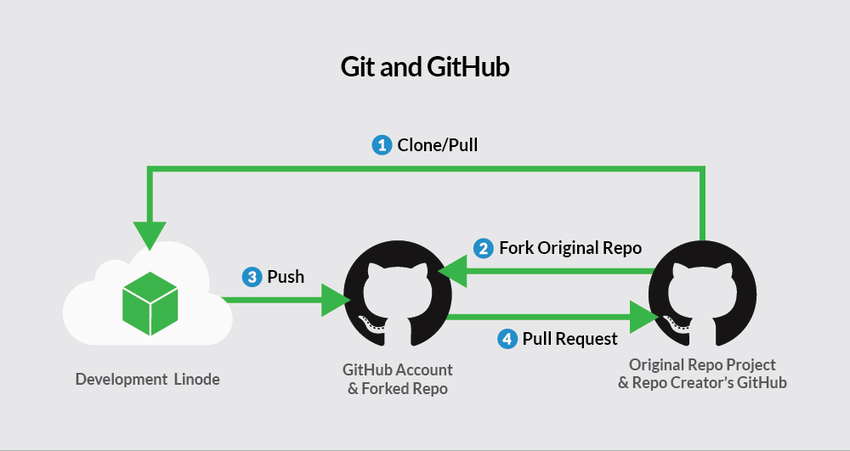 Git and GitHub
1 Clone/Pull
2 Fork Original Repo
3 Push
4 Pull Request
Development Linode
GitHub Account
& Forked Repo
Original Repo Project
& Repo Creator's GitHub